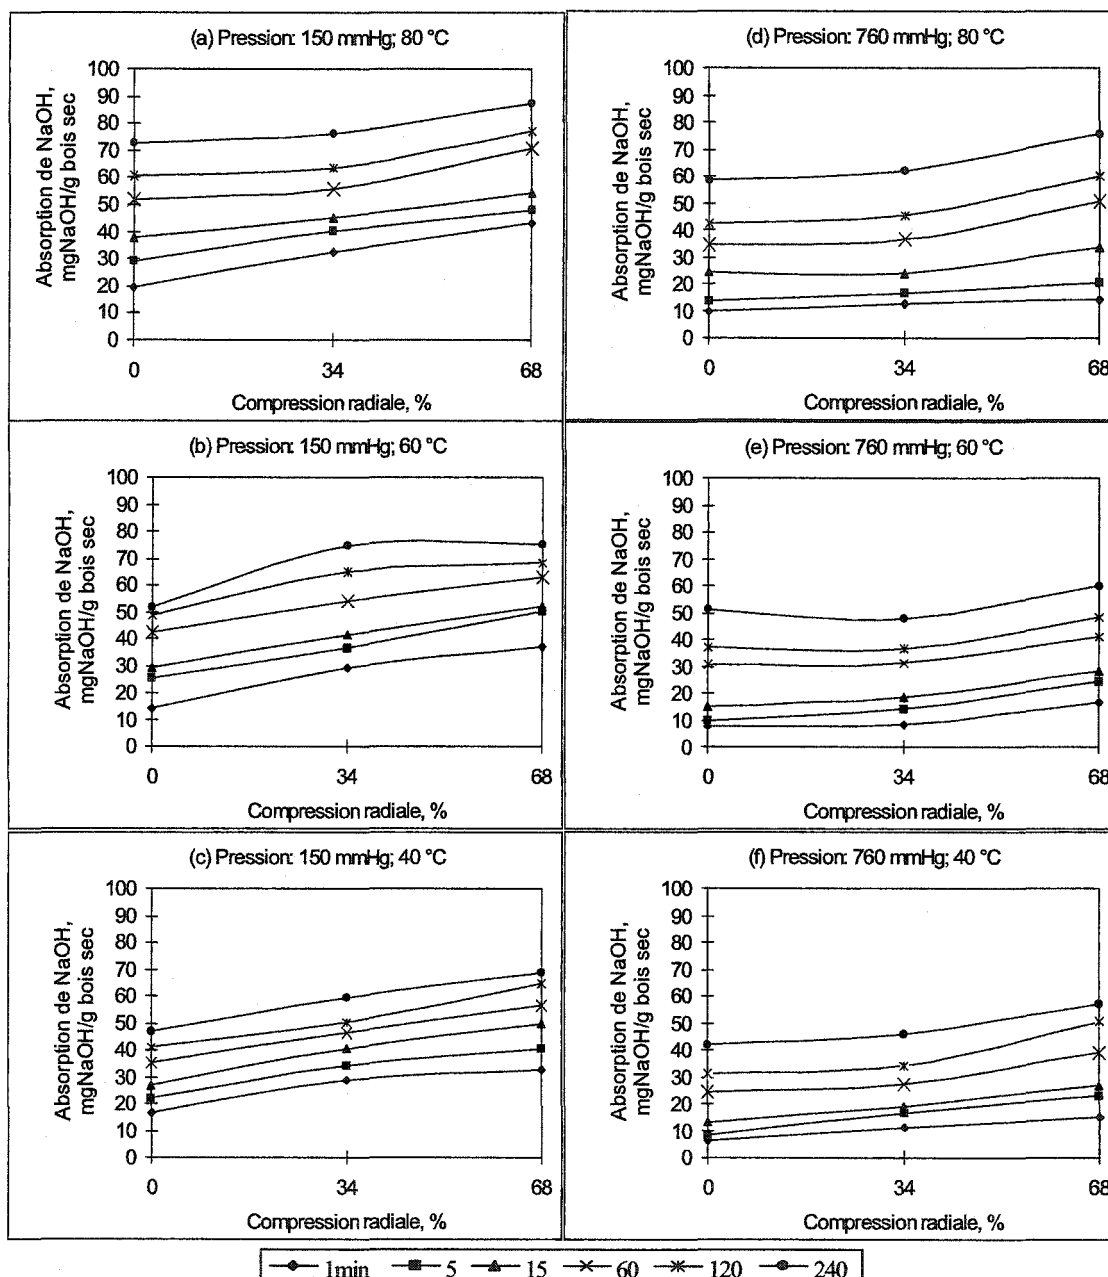 (a) Pression: 150 mmHg; 80 °C
Absorption de NaOH,
mgNaOH/g bois sec
100
90
80
70
60
50
40
30
20
10
0
0 34 68
Compression radiale, %
(d) Pression: 760 mmHg; 80 °C
Absorption de NaOH,
mgNaOH/g bois sec
100
90
80
70
60
50
40
30
20
10
0
0 34 68
Compression radiale, %
(b) Pression: 150 mmHg; 60 °C
Absorption de NaOH,
mgNaOH/g bois sec
100
90
80
70
60
50
40
30
20
10
0
0 34 68
Compression radiale, %
(e) Pression: 760 mmHg; 60 °C
Absorption de NaOH,
mgNaOH/g bois sec
100
90
80
70
60
50
40
30
20
10
0
0 34 68
Compression radiale, %
(c) Pression: 150 mmHg; 40 °C
Absorption de NaOH,
mgNaOH/g bois sec
100
90
80
70
60
50
40
30
20
10
0
0 34 68
Compression radiale, %
(f) Pression: 760 mmHg; 40 °C
Absorption de NaOH,
mgNaOH/g bois sec
100
90
80
70
60
50
40
30
20
10
0
0 34 68
Compression radiale, %
1min 5 15 60 120 240